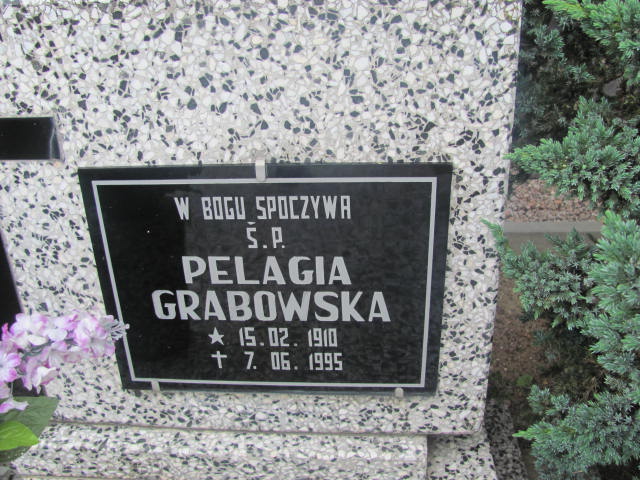 W BOGU SPOCZYWA
Ś.P.
PELAGIA
GRABOWSKA
★ 15.02.1910
✝ 7.06.1995